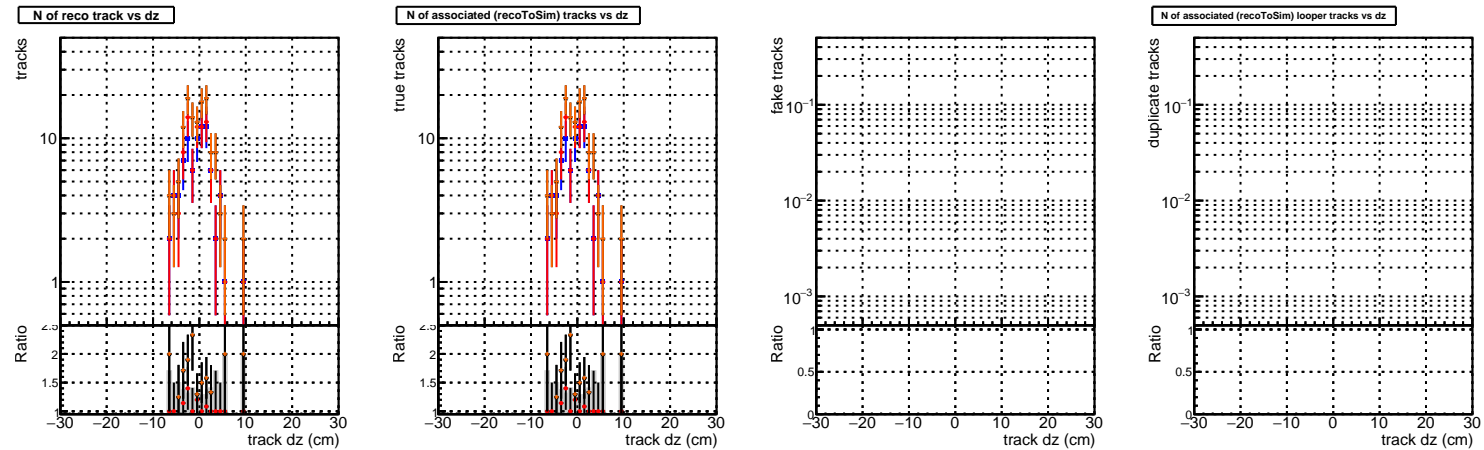 N of reco track vs dz
tracks
10
1
Ratio
2.5
2
1.5
1
−30 −20 −10 0 10 20 30
track dz (cm)
N of associated (recoToSim) tracks vs dz
true tracks
10
1
Ratio
2.5
2
1.5
1
−30 −20 −10 0 10 20 30
track dz (cm)
fake tracks
10−1
10−2
10−3
Ratio
1
0.5
0
−30 −20 −10 0 10 20 30
track dz (cm)
N of associated (recoToSim) looper tracks vs dz
duplicate tracks
10−1
10−2
10−3
Ratio
1
0.5
0
−30 −20 −10 0 10 20 30
track dz (cm)